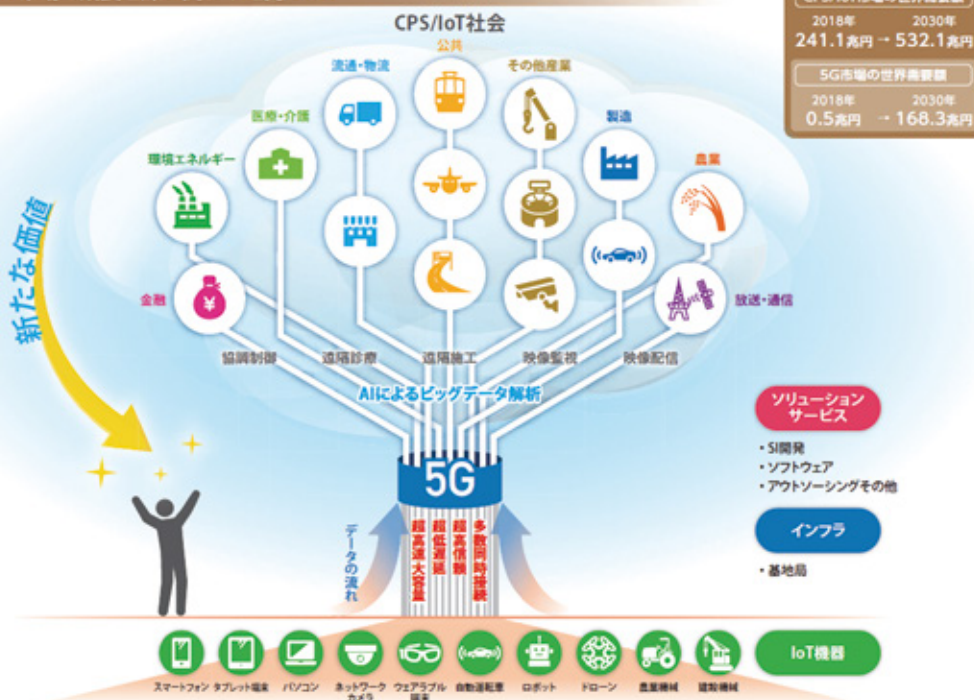 CPS/IoT社会
2018年 2030年
241.1兆円 → 532.1兆円
5G市場の世界需要額
2018年 2030年
0.5兆円 → 168.3兆円
公共
流通・物流
その他産業
医療・介護
製造
環境エネルギー
農業
金融
放送・通信
新たな価値
協調制御
遠隔診療
遠隔施工
映像監視
映像配信
AIによるビッグデータ解析
5G
データの流れ
超高速大容量
超低遅延
超高信頼
多数同時接続
ソリューション
サービス
・SI開発
・ソフトウェア
・アウトソーシングその他
インフラ
・基地局
スマートフォン
タブレット端末
パソコン
ネットワーク
カメラ
ウェアラブル
端末
自動運転車
ロボット
ドローン
農業機械
建設機械
IoT機器